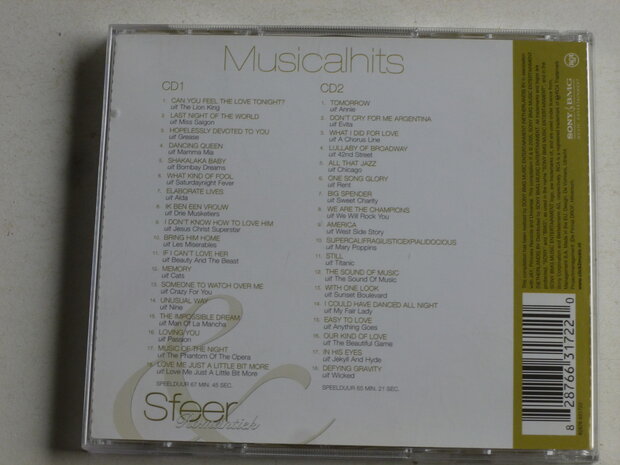 Musicalhits
CD1
1. CAN YOU FEEL THE LOVE TONIGHT?
uit The Lion King
2. LAST NIGHT OF THE WORLD
uit Miss Saigon
3. HOPELESSLY DEVOTED TO YOU
uit Grease
4. DANCING QUEEN
uit Mamma Mia
5. SHAKALAKA BABY
uit Bombay Dreams
6. WHAT KIND OF FOOL
uit Saturdaynight Fever
7. ELABORATE LIVES
uit Aida
8. IK BEN EEN VROUW
uit Drie Musketiers
9. I DON'T KNOW HOW TO LOVE HIM
uit Jesus Christ Superstar
10. BRING HIM HOME
uit Les Miserables
11. IF I CAN'T LOVE HER
uit Beauty And The Beast
12. MEMORY
uit Cats
13. SOMEONE TO WATCH OVER ME
uit Crazy For You
14. UNUSUAL WAY
uit Nine
15. THE IMPOSSIBLE DREAM
uit Man Of La Mancha
16. LOVING YOU
uit Passion
17. MUSIC OF THE NIGHT
uit The Phantom Of The Opera
18. LOVE ME JUST A LITTLE BIT MORE
uit Love Me Just A Little Bit More
SPEELDUUR 67 MIN. 45 SEC.
CD2
1. TOMORROW
uit Annie
2. DON'T CRY FOR ME ARGENTINA
uit Evita
3. WHAT I DID FOR LOVE
uit A Chorus Line
4. LULLABY OF BROADWAY
uit 42nd Street
5. ALL THAT JAZZ
uit Chicago
6. ONE SONG GLORY
uit Rent
7. BIG SPENDER
uit Sweet Charity
8. WE ARE THE CHAMPIONS
uit We Will Rock You
9. AMERICA
uit West Side Story
10. SUPERCALIFRAGILISTICEXPIALIDOCIOUS
uit Mary Poppins
11. STILL
uit Titanic
12. THE SOUND OF MUSIC
uit The Sound Of Music
13. WITH ONE LOOK
uit Sunset Boulevard
14. I COULD HAVE DANCED ALL NIGHT
uit My Fair Lady
15. EASY TO LOVE
uit Anything Goes
16. OUR KIND OF LOVE
uit The Beautiful Game
17. IN HIS EYES
uit Jekyll And Hyde
18. DEFYING GRAVITY
uit Wicked
SPEELDUUR 65 MIN. 21 SEC.
&
Sfeer
Romantiek
SONY BMG
MUSIC ENTERTAINMENT
8 28766 31722 0